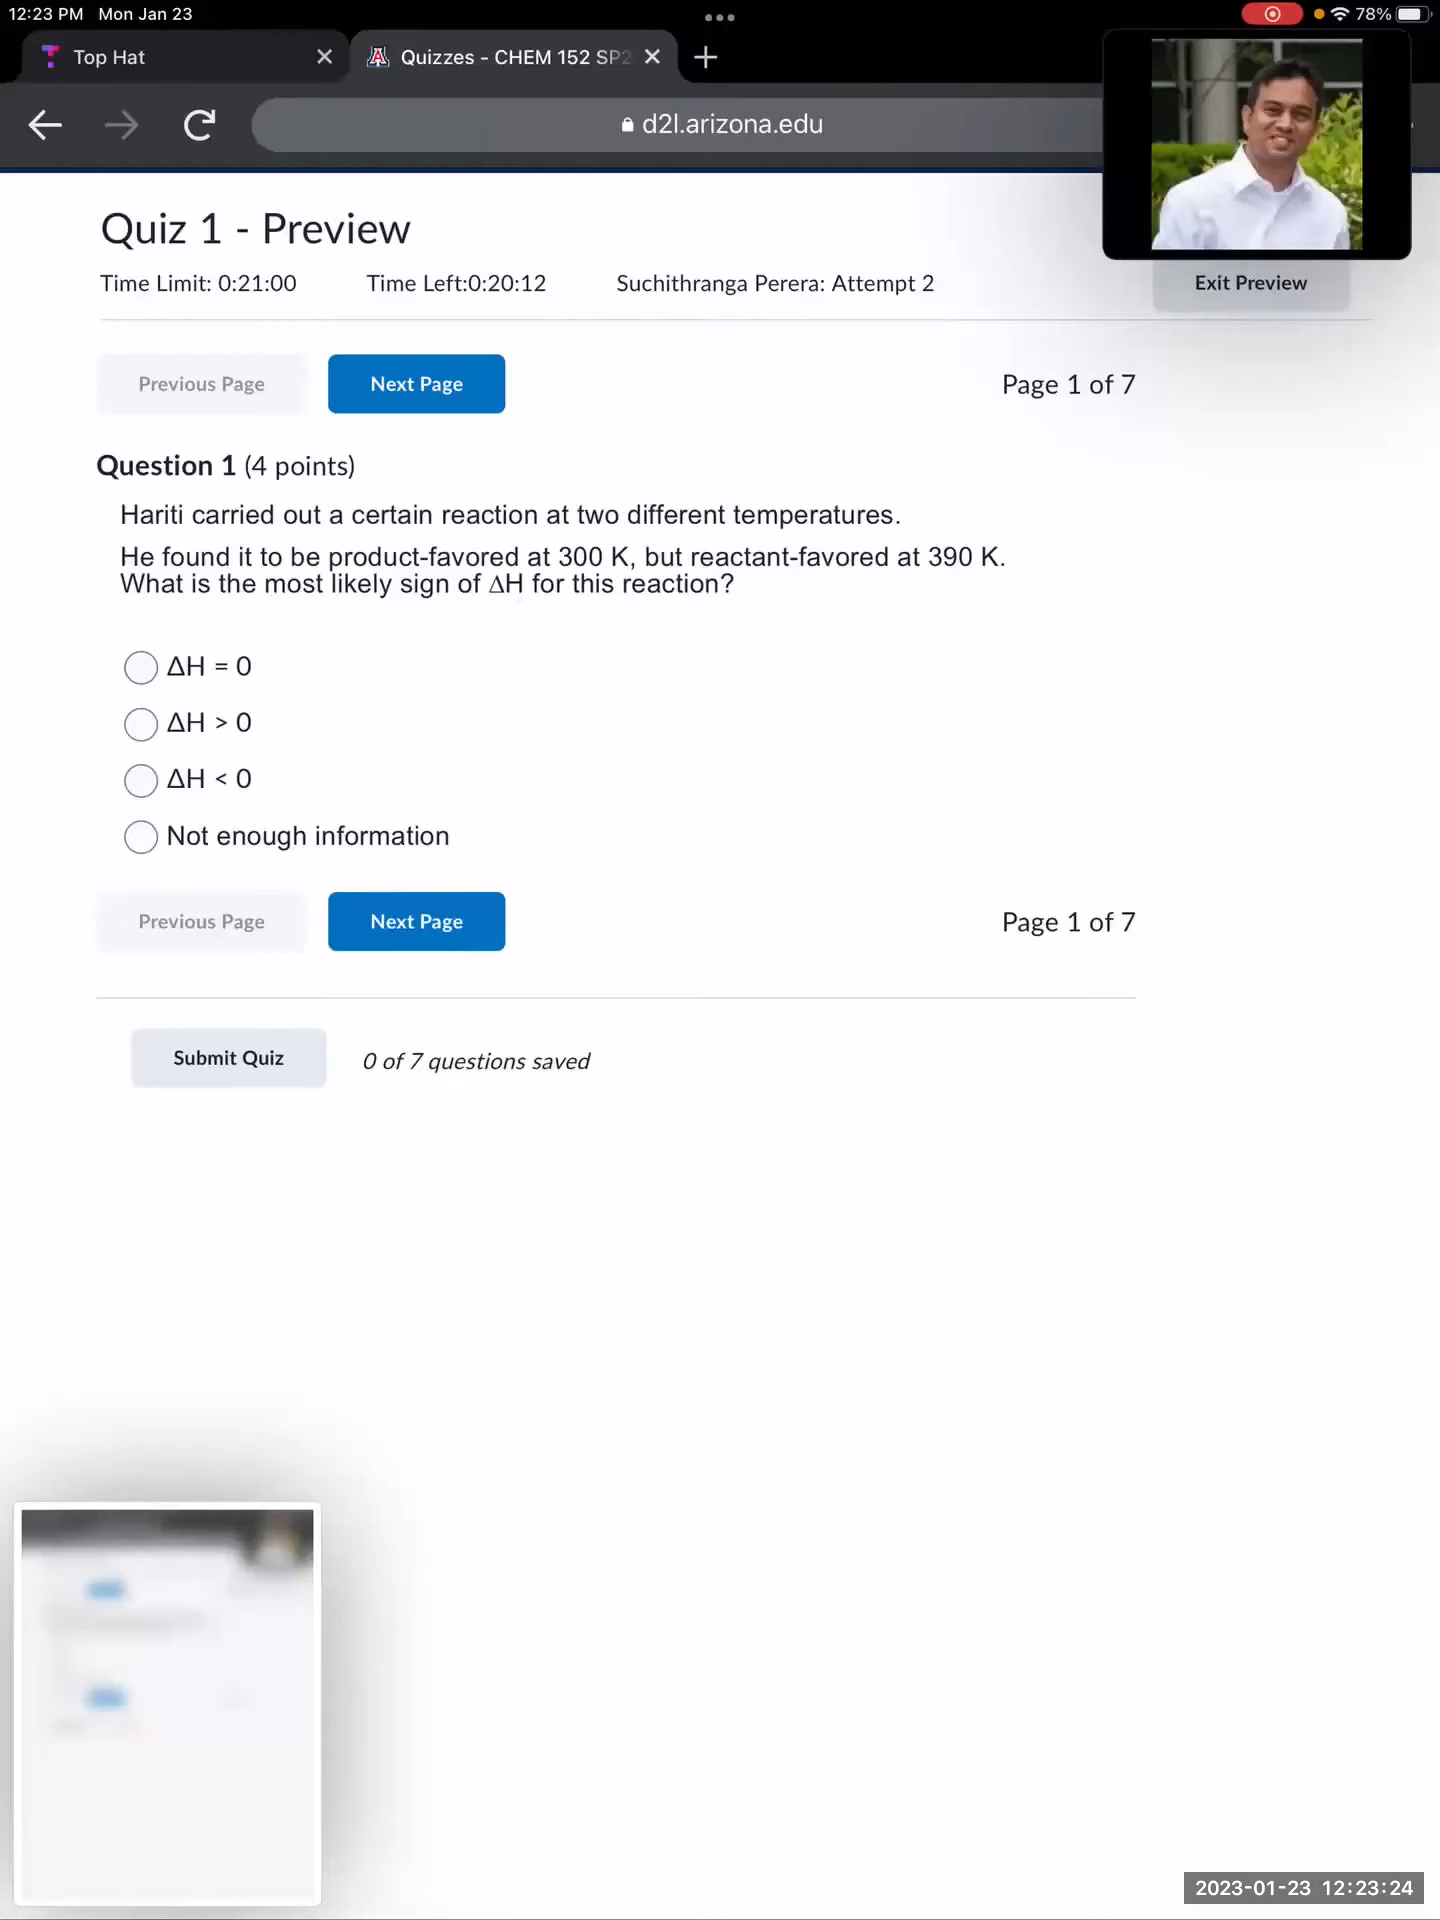 12:23 PM Mon Jan 23
78%
Top Hat
Quizzes - CHEM 152 SP2
d2l.arizona.edu
Quiz 1 - Preview
Time Limit: 0:21:00 Time Left:0:20:12 Suchithranga Perera: Attempt 2
Exit Preview
Previous Page Next Page Page 1 of 7
Question 1 (4 points)
Hariti carried out a certain reaction at two different temperatures.
He found it to be product-favored at 300 K, but reactant-favored at 390 K.
What is the most likely sign of ΔH for this reaction?
ΔH = 0
ΔH > 0
ΔH < 0
Not enough information
Previous Page Next Page Page 1 of 7
Submit Quiz 0 of 7 questions saved
2023-01-23 12:23:24